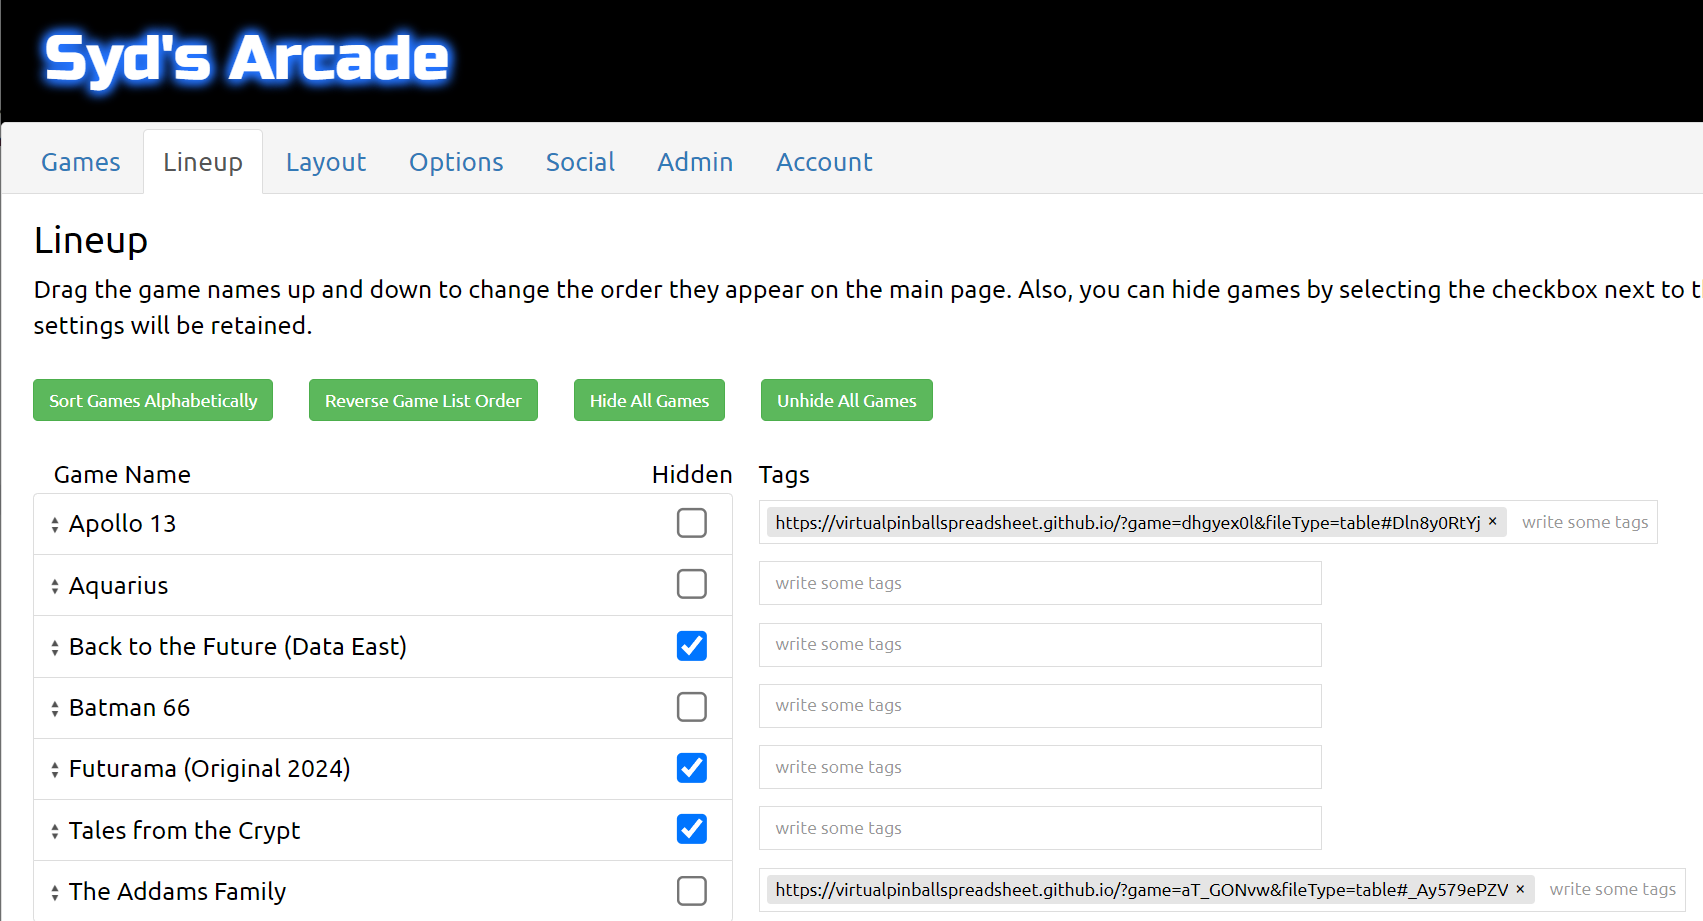 Syd's Arcade
Games Lineup Layout Options Social Admin Account
Lineup
Drag the game names up and down to change the order they appear on the main page. Also, you can hide games by selecting the checkbox next to
settings will be retained.
Sort Games Alphabetically Reverse Game List Order Hide All Games Unhide All Games
Game Name Hidden Tags
Apollo 13 https://virtualpinballspreadsheet.github.io/?game=dhgyex0l&fileType=table#Dln8y0RtYj × write some tags
Aquarius write some tags
Back to the Future (Data East) write some tags
Batman 66 write some tags
Futurama (Original 2024) write some tags
Tales from the Crypt write some tags
The Addams Family https://virtualpinballspreadsheet.github.io/?game=aT_GONvw&fileType=table#_Ay579ePZV × write some tags